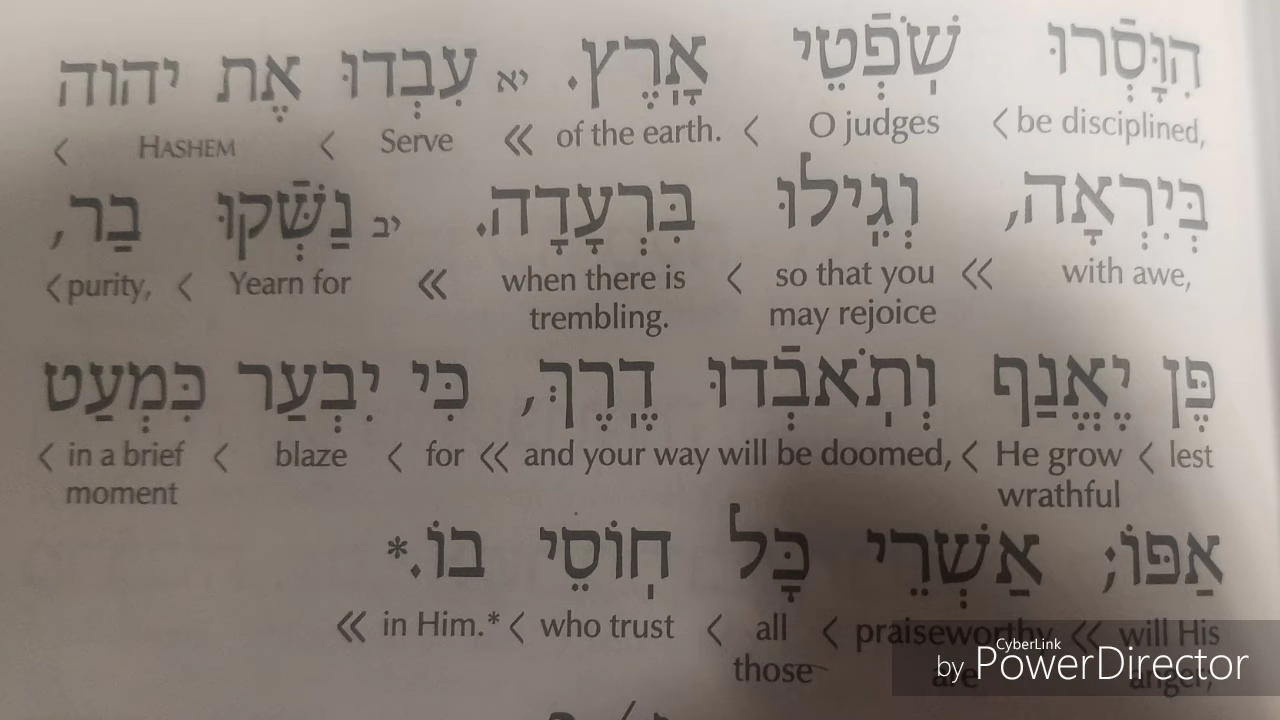 הִוָּסְרוּ שֹׁפְטֵי אָרֶץ. יא עִבְדוּ אֶת יהוה
be disciplined, < O judges < of the earth. « Serve < HASHEM <
בְּיִרְאָה, וְגִילוּ בִּרְעָדָה. יב נַשְּׁקוּ בַר,
with awe, « so that you may rejoice < when there is trembling. « Yearn for < purity, <
פֶּן יֶאֱנַף וְתֹאבְדוּ דֶרֶךְ, כִּי יִבְעַר כִּמְעַט
lest < He grow wrathful < and your way will be doomed, « for < blaze < in a brief moment <
אַפּוֹ; אַשְׁרֵי כָּל חוֹסֵי בוֹ.*
will His anger, « praiseworthy are < all those < who trust < in Him.* «
CyberLink
by PowerDirector